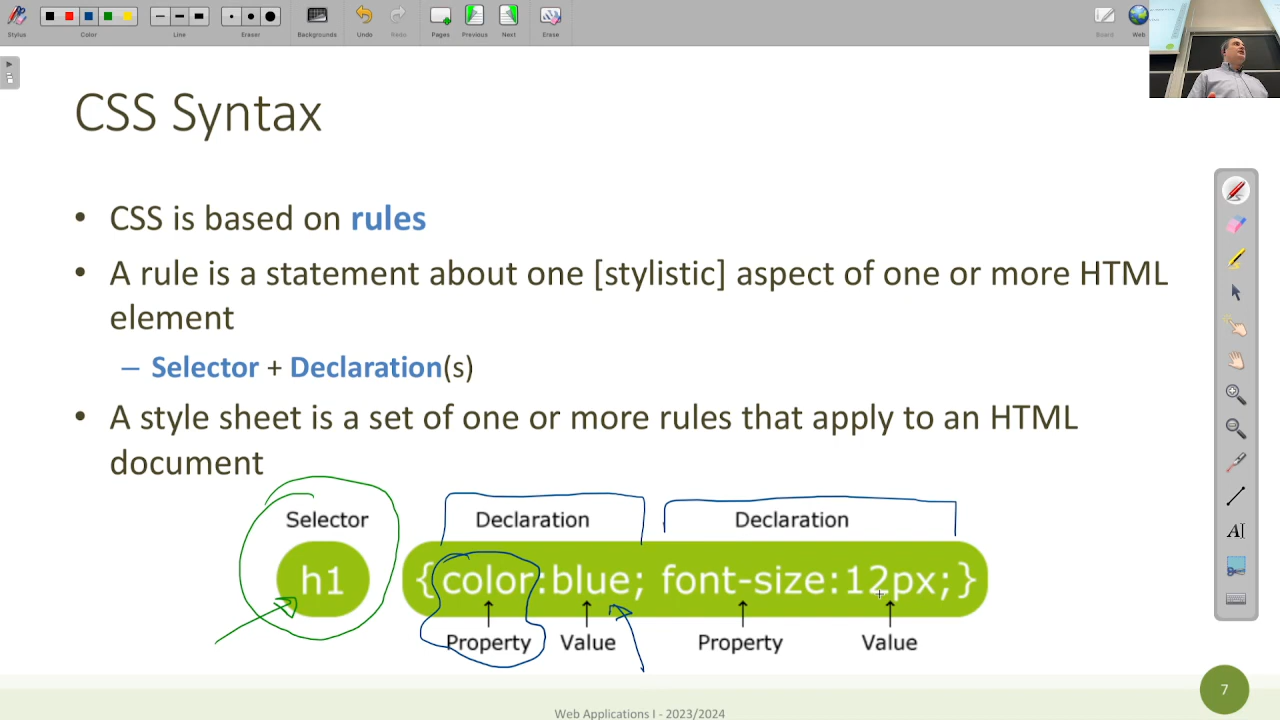 Stylus
Color
Line
Eraser
Backgrounds
Undo
Redo
Pages
Previous
Next
Erase
Board
Web
CSS Syntax
• CSS is based on rules
• A rule is a statement about one [stylistic] aspect of one or more HTML
element
– Selector + Declaration(s)
• A style sheet is a set of one or more rules that apply to an HTML
document
Selector Declaration Declaration
h1 {color:blue; font-size:12px;}
Property Value Property Value
AI
7
Web Applications I - 2023/2024